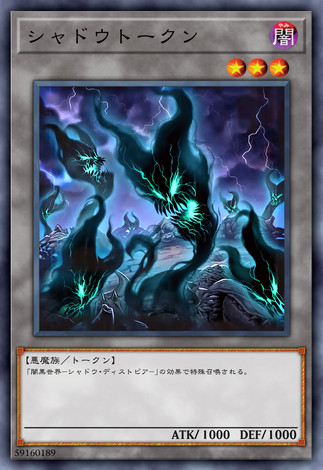 シャドウトークン
闇
やみ
【悪魔族／トークン】
「闇黒世界－シャドウ・ディストピア－」の効果で特殊召喚される。
ATK/1000 DEF/1000
59160189